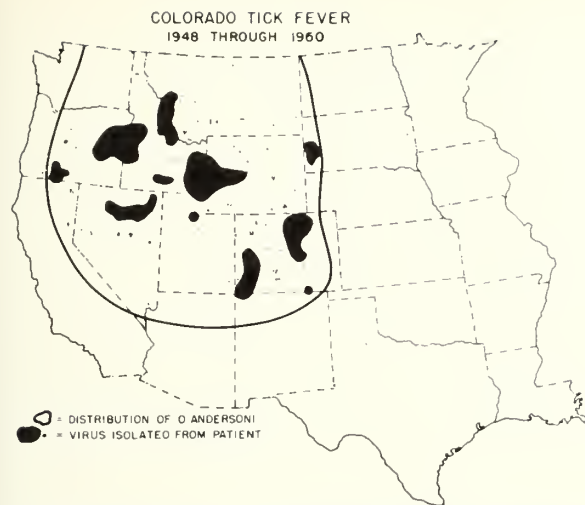 COLORADO TICK FEVER
1948 THROUGH 1960
= DISTRIBUTION OF D ANDERSONI
= VIRUS ISOLATED FROM PATIENT